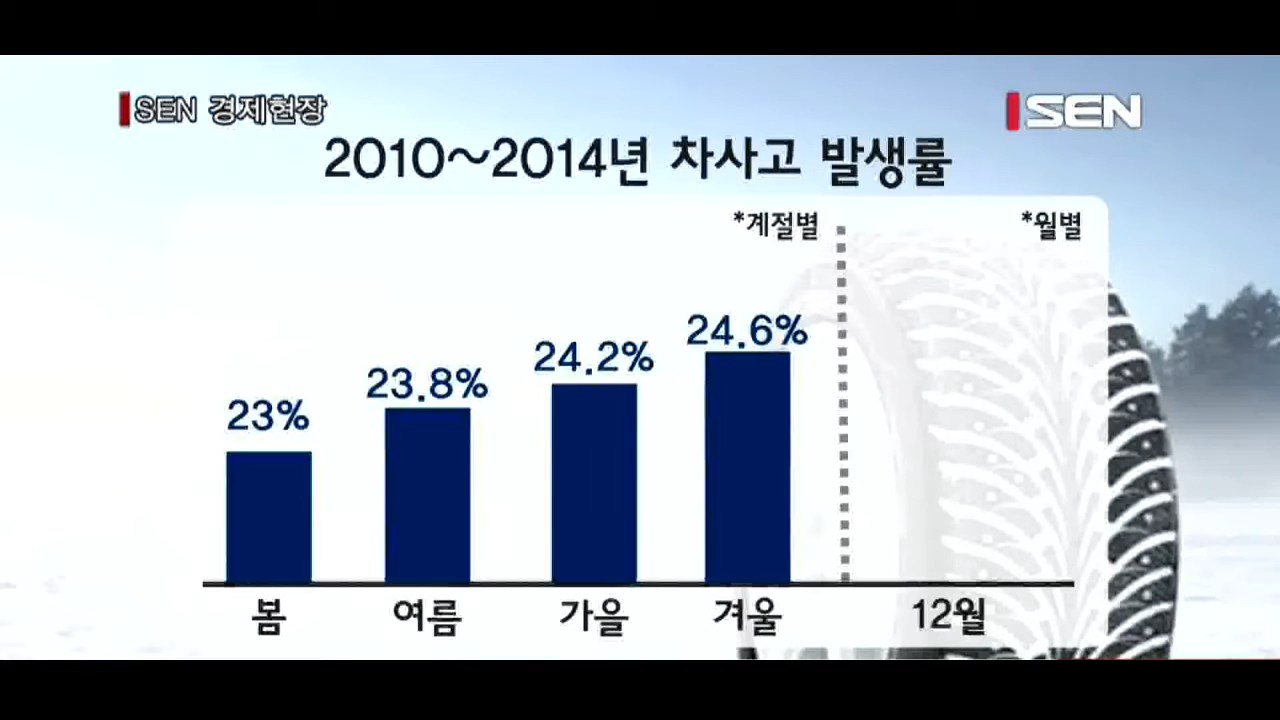 SEN 경제현장
SEN
2010~2014년 차사고 발생률
*계절별
*월별
23%
23.8%
24.2%
24.6%
봄
여름
가을
겨울
12월